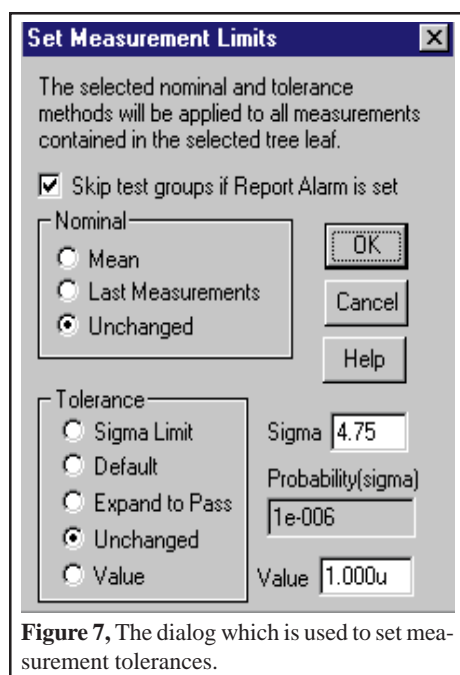 Set Measurement Limits
The selected nominal and tolerance
methods will be applied to all measurements
contained in the selected tree leaf.
Skip test groups if Report Alarm is set
Nominal
Mean
Last Measurements
Unchanged
OK
Cancel
Help
Tolerance
Sigma Limit
Default
Expand to Pass
Unchanged
Value
Sigma 4.75
Probability(sigma)
1e-006
Value 1.000u
Figure 7, The dialog which is used to set mea-
surement tolerances.